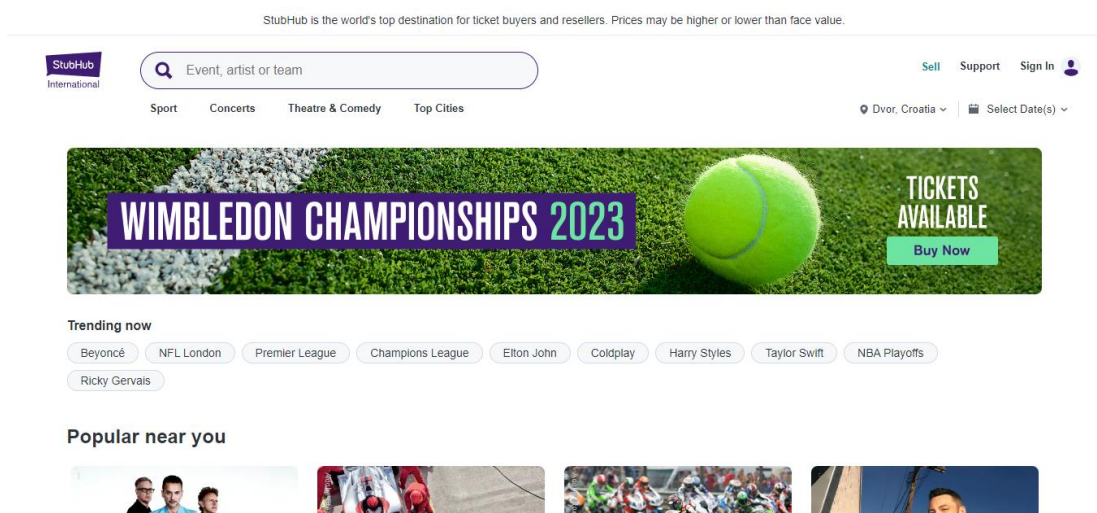 StubHub is the world's top destination for ticket buyers and resellers. Prices may be higher or lower than face value.
StubHub
International
Event, artist or team
Sell Support Sign In
Sport Concerts Theatre & Comedy Top Cities
Dvor, Croatia Select Date(s)
WIMBLEDON CHAMPIONSHIPS 2023
TICKETS
AVAILABLE
Buy Now
Trending now
Beyoncé NFL London Premier League Champions League Elton John Coldplay Harry Styles Taylor Swift NBA Playoffs
Ricky Gervais
Popular near you